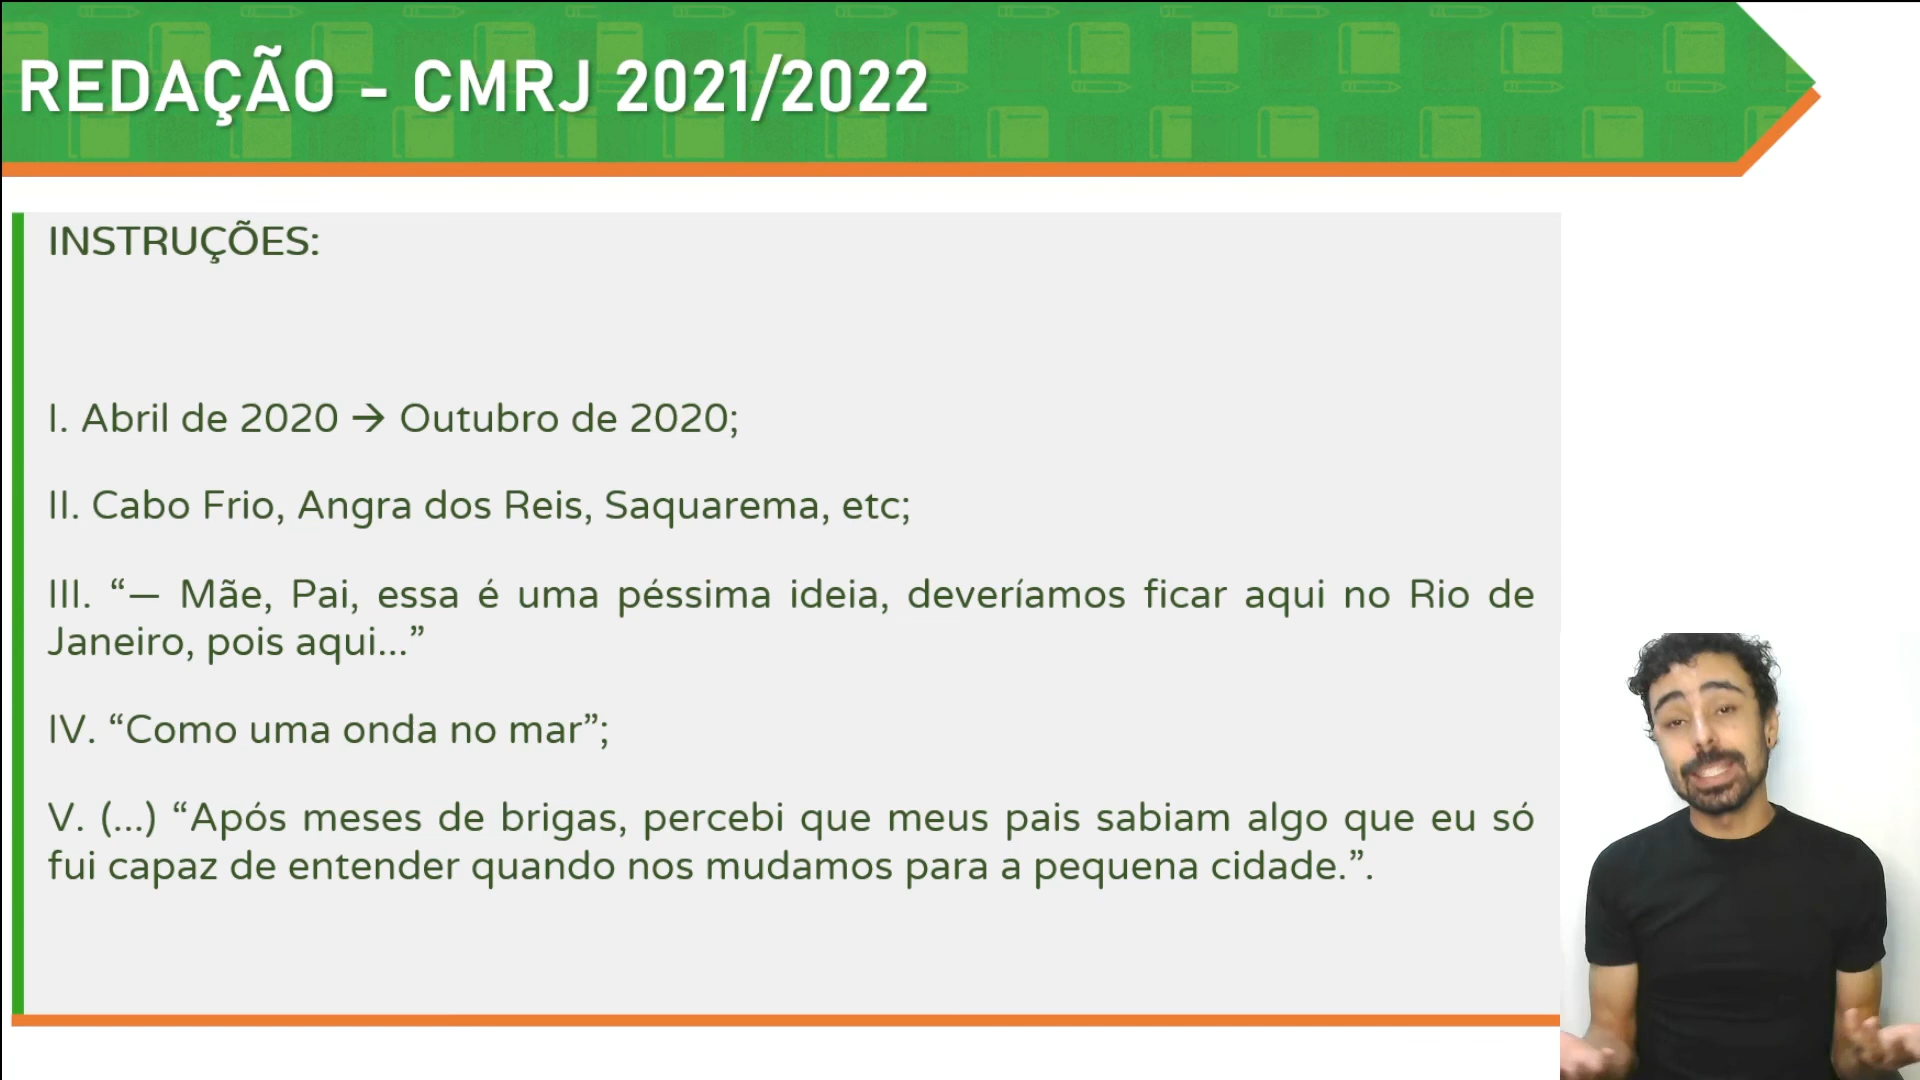 REDAÇÃO - CMRJ 2021/2022
INSTRUÇÕES:
I. Abril de 2020 → Outubro de 2020;
II. Cabo Frio, Angra dos Reis, Saquarema, etc;
III. “— Mãe, Pai, essa é uma péssima ideia, deveríamos ficar aqui no Rio de
Janeiro, pois aqui...”
IV. “Como uma onda no mar”;
V. (...) “Após meses de brigas, percebi que meus pais sabiam algo que eu só
fui capaz de entender quando nos mudamos para a pequena cidade.”.